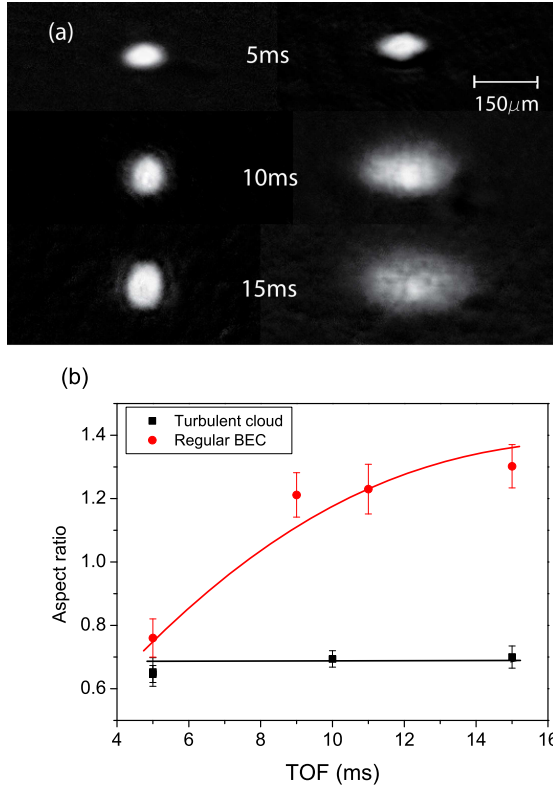 (a)
5ms
150μm
10ms
15ms
(b)
Turbulent cloud
Regular BEC
Aspect ratio
1.4
1.2
1.0
0.8
0.6
4 6 8 10 12 14 16
TOF (ms)